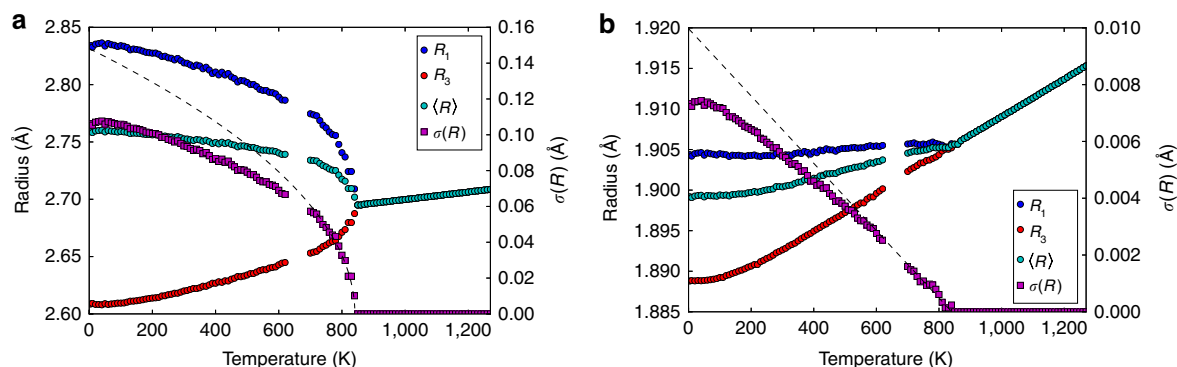 a
2.85
2.80
2.75
2.70
2.65
2.60
Radius (Å)
0
200
400
600
800
1,000
1,200
Temperature (K)
0.16
0.14
0.12
0.10
0.08
0.06
0.04
0.02
0.00
σ(R) (Å)
R1
R3
⟨R⟩
σ(R)
b
1.920
1.915
1.910
1.905
1.900
1.895
1.890
1.885
Radius (Å)
0
200
400
600
800
1,000
1,200
Temperature (K)
0.010
0.008
0.006
0.004
0.002
0.000
σ(R) (Å)
R1
R3
⟨R⟩
σ(R)